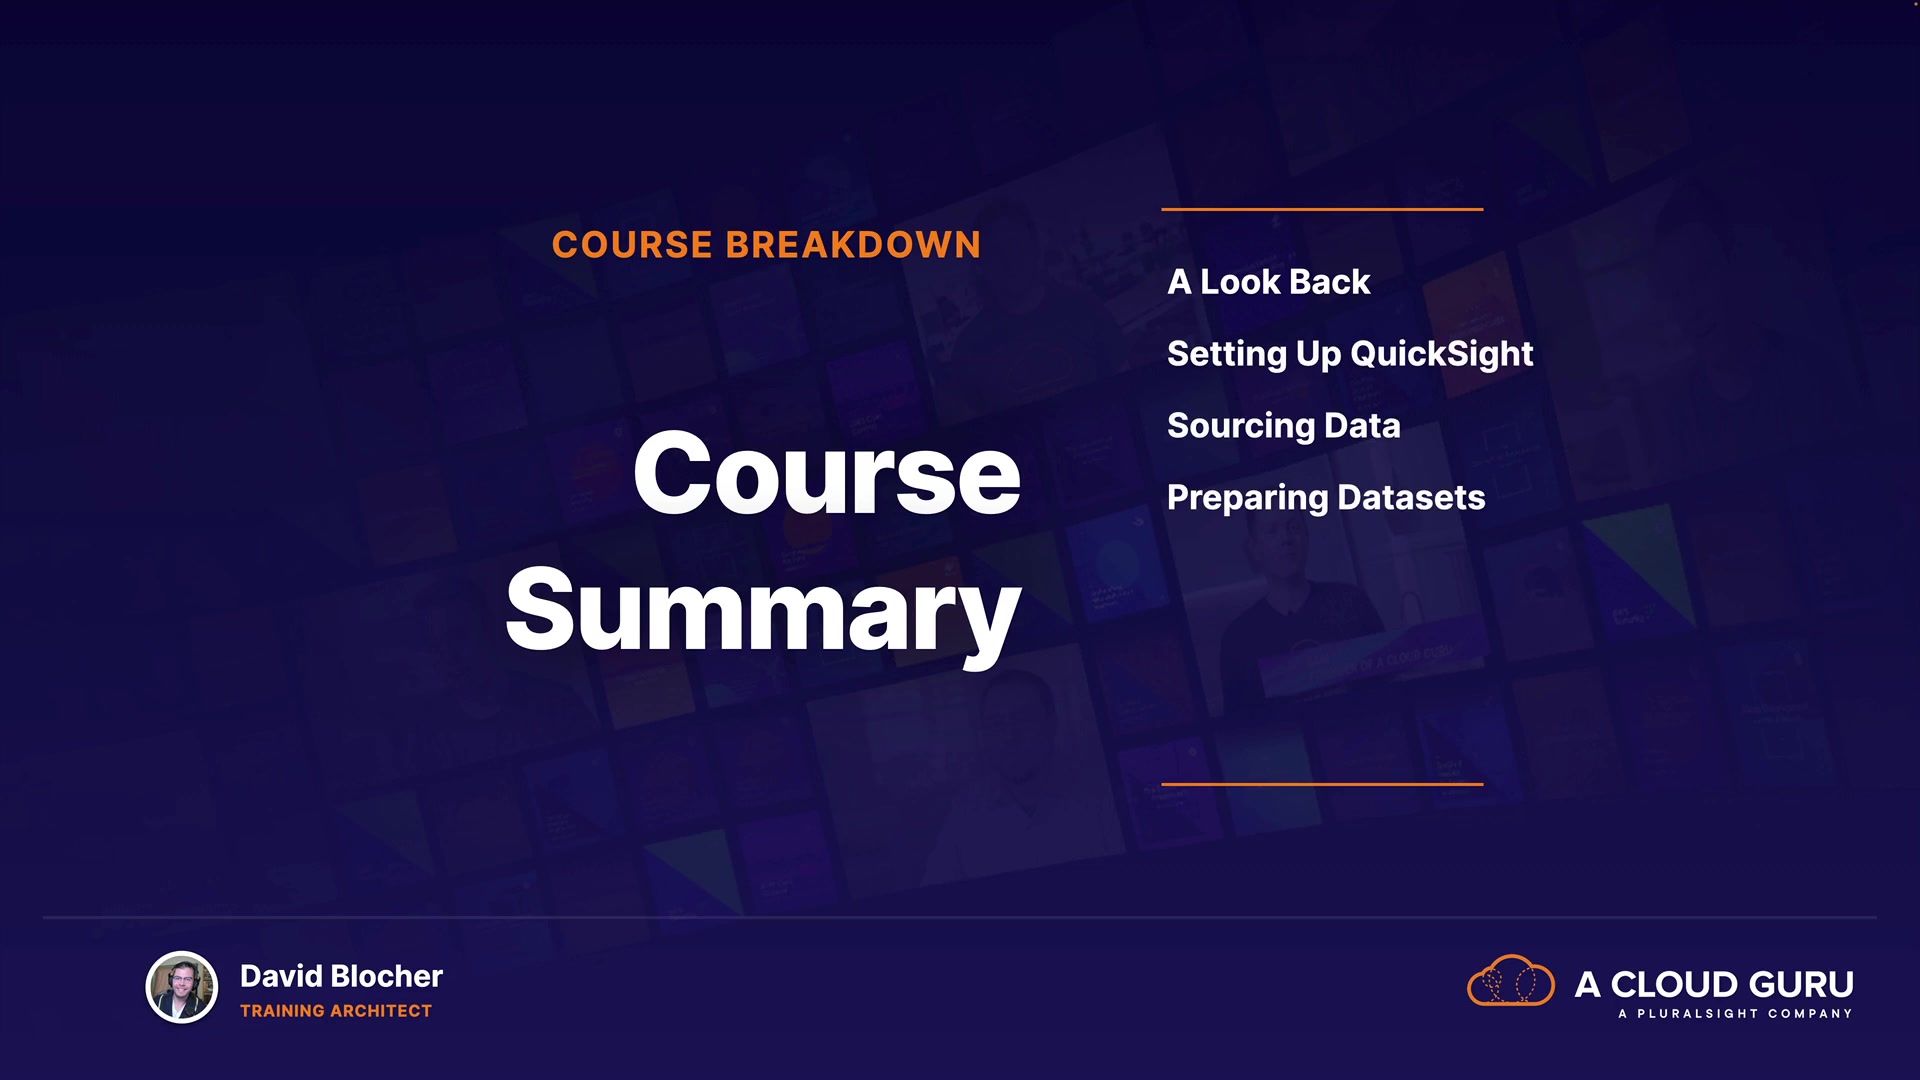 COURSE BREAKDOWN
Course
Summary
A Look Back
Setting Up QuickSight
Sourcing Data
Preparing Datasets
David Blocher
TRAINING ARCHITECT
A CLOUD GURU
A PLURALSIGHT COMPANY